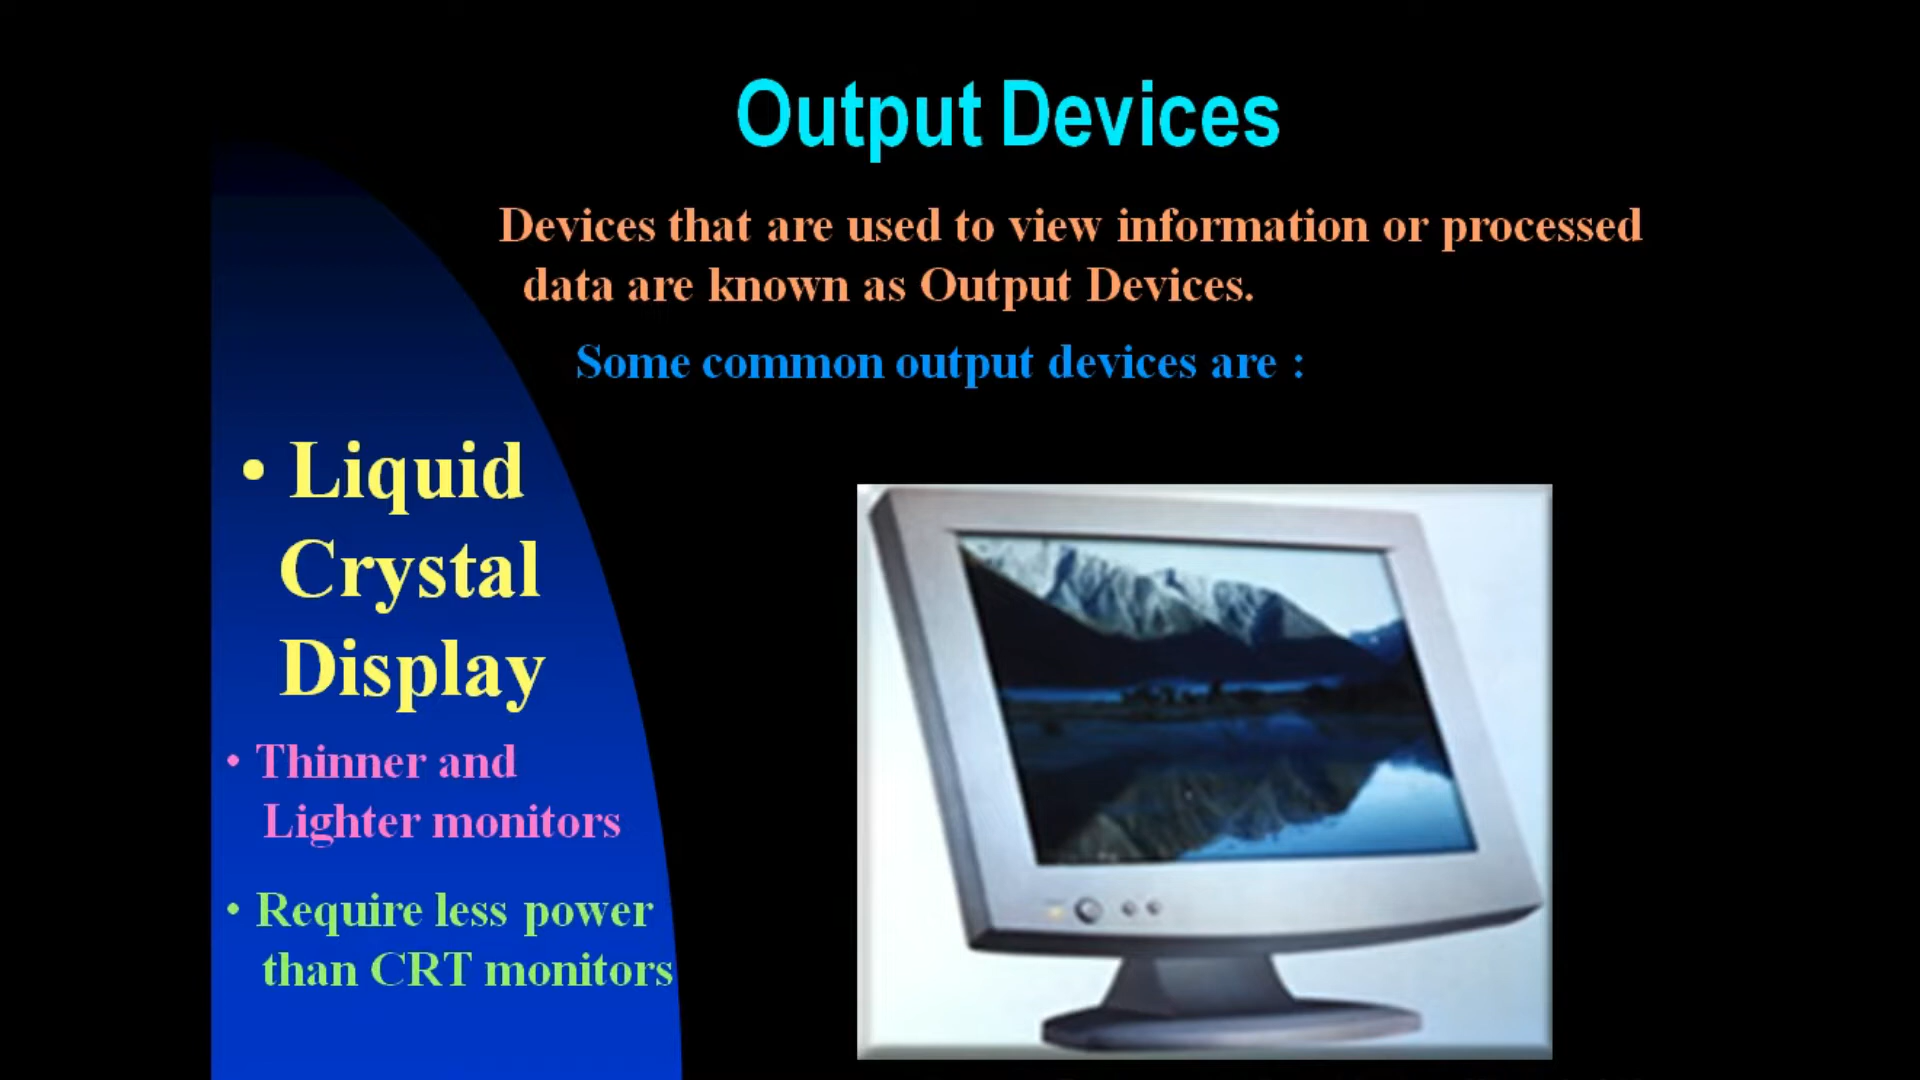 Output Devices
Devices that are used to view information or processed
data are known as Output Devices.
Some common output devices are :
• Liquid
Crystal
Display
• Thinner and
Lighter monitors
• Require less power
than CRT monitors